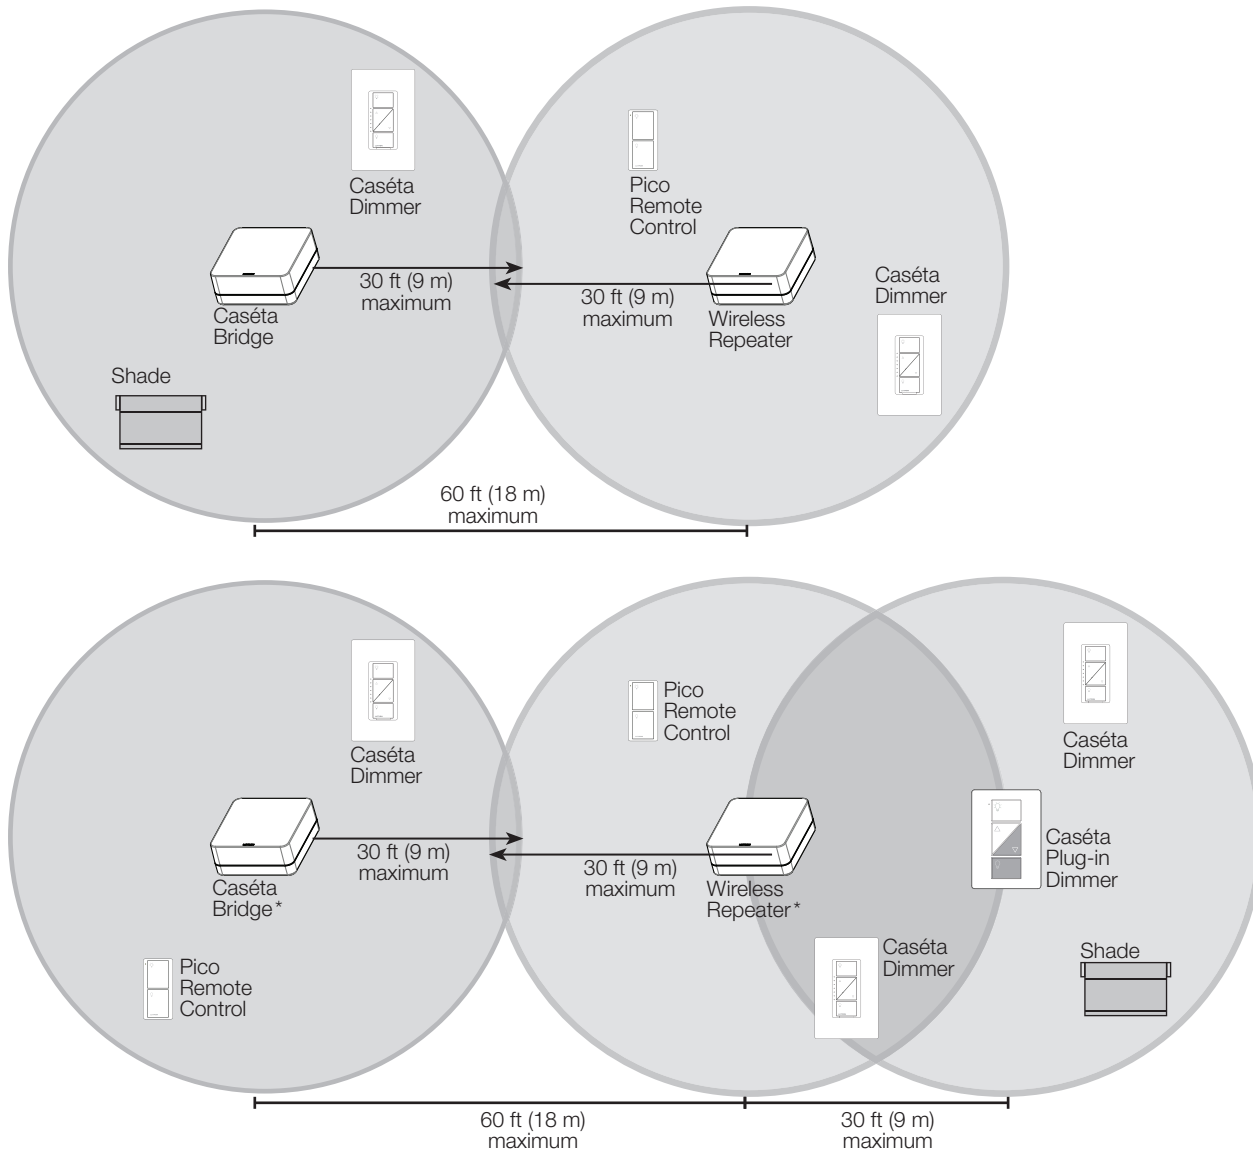 Caséta
Dimmer
Pico
Remote
Control
Caséta
Dimmer
30 ft (9 m)
maximum
30 ft (9 m)
maximum
Caséta
Bridge
Wireless
Repeater
Shade
60 ft (18 m)
maximum
Pico
Remote
Control
Caséta
Dimmer
Caséta
Dimmer
30 ft (9 m)
maximum
30 ft (9 m)
maximum
Caséta
Plug-in
Dimmer
Caséta
Bridge*
Wireless
Repeater*
Caséta
Dimmer
Shade
Pico
Remote
Control
60 ft (18 m)
maximum
30 ft (9 m)
maximum